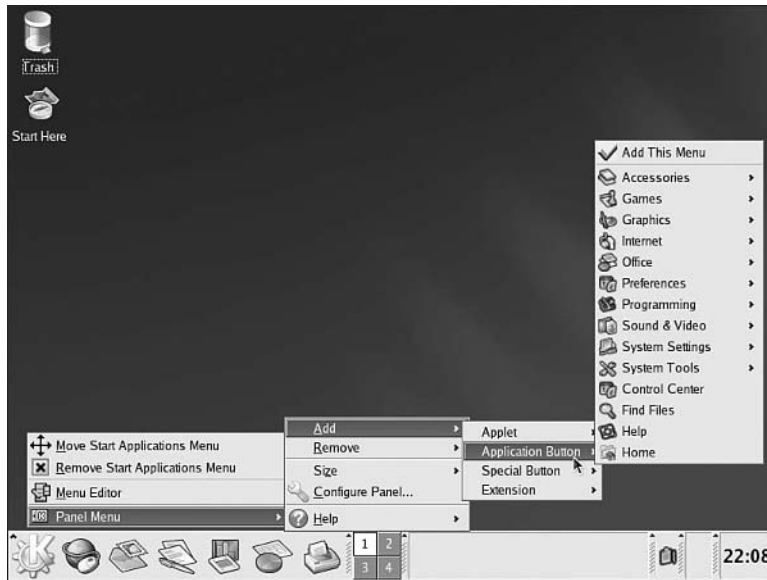 Trash
Start Here
Add This Menu
Accessories
Games
Graphics
Internet
Office
Preferences
Programming
Sound & Video
System Settings
System Tools
Control Center
Find Files
Help
Home
Applet
Application Button
Special Button
Extension
Add
Remove
Size
Configure Panel...
Help
Move Start Applications Menu
Remove Start Applications Menu
Menu Editor
Panel Menu
K
1 2
3 4
22:08